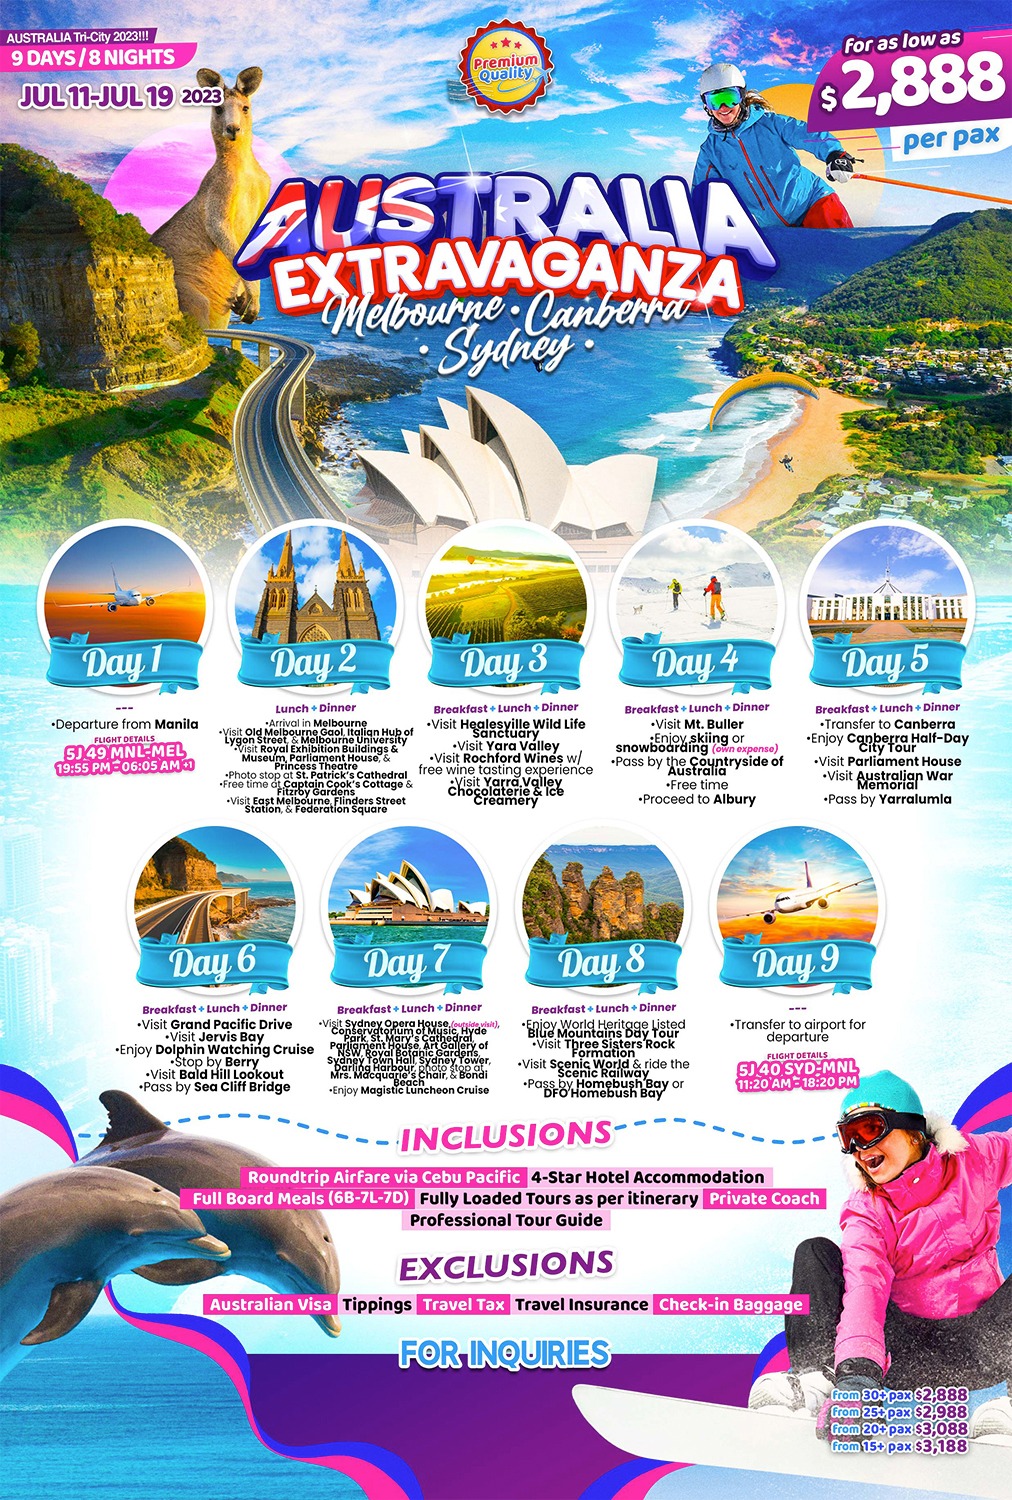 AUSTRALIA Tri-City 2023!!!
9 DAYS / 8 NIGHTS
JUL 11-JUL 19 2023
Premium
Quality
for as low as
$2,888
per pax
AUSTRALIA
EXTRAVAGANZA
Melbourne • Canberra
• Sydney •
Day 1
---
•Departure from Manila
FLIGHT DETAILS
5J 49 MNL-MEL
19:55 PM - 06:05 AM +1
Day 2
Lunch + Dinner
•Arrival in Melbourne
•Visit Old Melbourne Gaol, Italian Hub of
Lygon Street, & Melbourne University
•Visit Royal Exhibition Buildings &
Museum, Parliament House, &
Princess Theatre
•Photo stop at St. Patrick's Cathedral
•Free time at Captain Cook's Cottage &
Fitzroy Gardens
•Visit East Melbourne, Flinders Street
Station, & Federation Square
Day 3
Breakfast + Lunch + Dinner
•Visit Healesville Wild Life
Sanctuary
•Visit Yara Valley
•Visit Rochford Wines w/
free wine tasting experience
•Visit Yarra Valley
Chocolaterie & Ice
Creamery
Day 4
Breakfast + Lunch + Dinner
•Visit Mt. Buller
•Enjoy skiing or
snowboarding (own expense)
•Pass by the Countryside of
Australia
•Free time
•Proceed to Albury
Day 5
Breakfast + Lunch + Dinner
•Transfer to Canberra
•Enjoy Canberra Half-Day
City Tour
•Visit Parliament House
•Visit Australian War
Memorial
•Pass by Yarralumla
Day 6
Breakfast + Lunch + Dinner
•Visit Grand Pacific Drive
•Visit Jervis Bay
•Enjoy Dolphin Watching Cruise
•Stop by Berry
•Visit Bald Hill Lookout
•Pass by Sea Cliff Bridge
Day 7
Breakfast + Lunch + Dinner
•Visit Sydney Opera House (outside visit),
Conservatorium of Music, Hyde
Park, St. Mary's Cathedral,
Parliament House, Art Gallery of
NSW, Royal Botanic Gardens,
Sydney Town Hall, Sydney Tower,
Darling Harbour, photo stop at
Mrs. Macquarie's Chair, & Bondi
Beach
•Enjoy Magistic Luncheon Cruise
Day 8
Breakfast + Lunch + Dinner
•Enjoy World Heritage Listed
Blue Mountains Day Tour
•Visit Three Sisters Rock
Formation
•Visit Scenic World & ride the
Scenic Railway
•Pass by Homebush Bay or
DFO Homebush Bay
Day 9
---
•Transfer to airport for
departure
FLIGHT DETAILS
5J 40 SYD-MNL
11:20 AM - 18:20 PM
INCLUSIONS
Roundtrip Airfare via Cebu Pacific 4-Star Hotel Accommodation
Full Board Meals (6B-7L-7D) Fully Loaded Tours as per itinerary Private Coach
Professional Tour Guide
EXCLUSIONS
Australian Visa Tippings Travel Tax Travel Insurance Check-in Baggage
FOR INQUIRIES
from 30+ pax $2,888
from 25+ pax $2,988
from 20+ pax $3,088
from 15+ pax $3,188